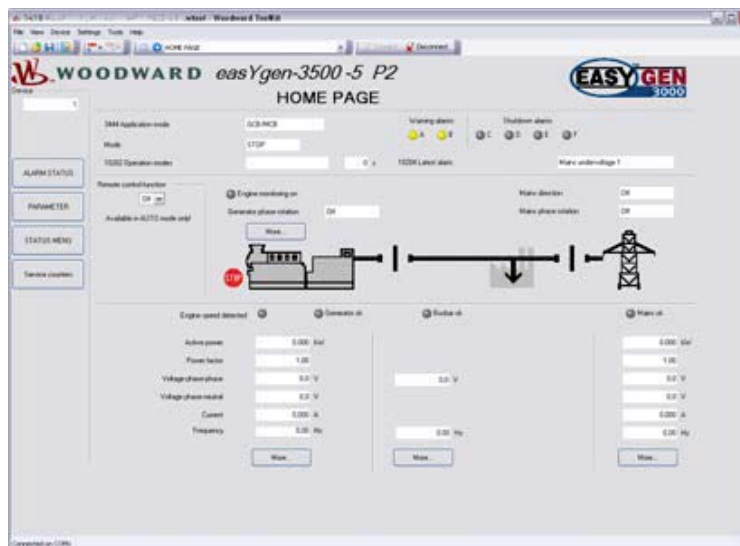 Woodward ToolKit
File View Device Settings Tools Help
HOME PAGE
Disconnect
WOODWARD easYgen-3500 -5 P2
EASYGEN
3000
HOME PAGE
Device
1
3444 Application mode
GCB/MCB
Warning alarms
Shutdown alarms
A
B
C
D
E
F
Mode
STOP
10202 Operation modes
0 s
10204 Latest alarm
Mains undervoltage 1
ALARM STATUS
PARAMETER
STATUS MENU
Service counters
Remote control function
Off
Available in AUTO mode only!
Engine monitoring on
Generator phase rotation
Off
More...
Mains direction
Off
Mains phase rotation
Off
STOP
Engine speed detected
Generator ok
Busbar ok
Mains ok
Active power
0.000 kW
0.000 kW
Power factor
1.00
1.00
Voltage phase-phase
0.0 V
0.0 V
0.0 V
Voltage phase-neutral
0.0 V
0.0 V
Current
0.000 A
0.000 A
Frequency
0.00 Hz
0.00 Hz
0.00 Hz
More...
More...
More...
Connected on COM1